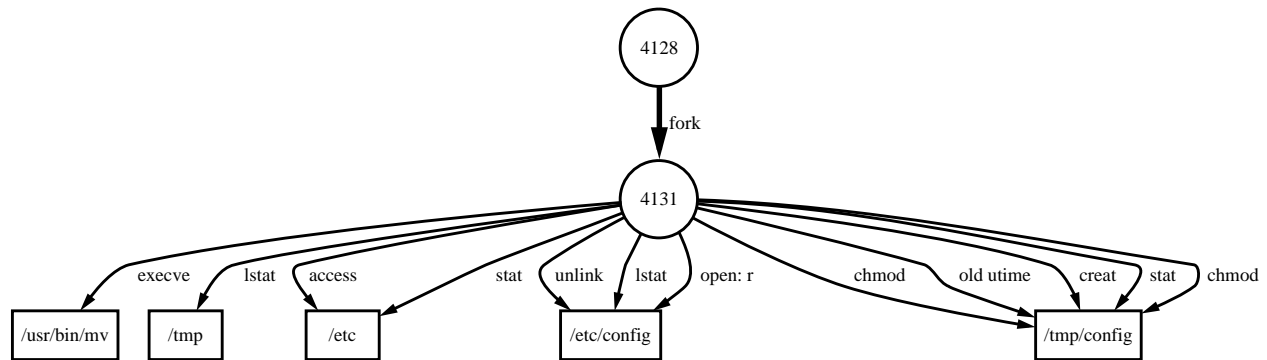 4128
fork
4131
execve
lstat
access
stat
unlink
lstat
open: r
chmod
old utime
creat
stat
chmod
/usr/bin/mv
/tmp
/etc
/etc/config
/tmp/config